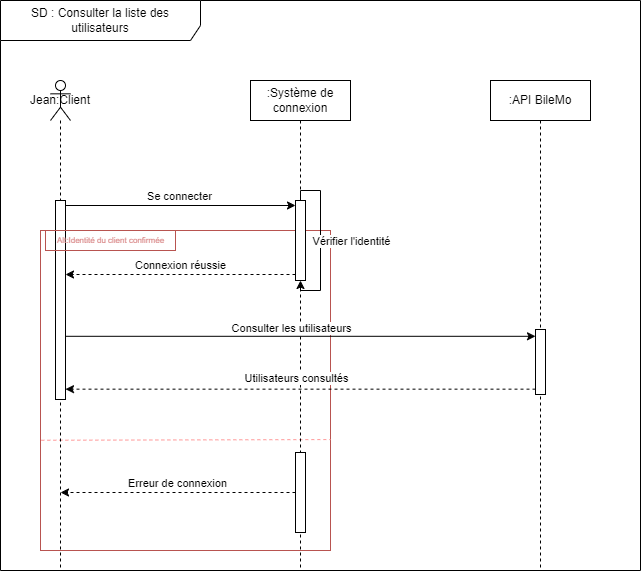 SD : Consulter la liste des
utilisateurs
Jean:Client
:Système de
connexion
:API BileMo
Se connecter
Alt:Identité du client confirmée
Vérifier l'identité
Connexion réussie
Consulter les utilisateurs
Utilisateurs consultés
Erreur de connexion